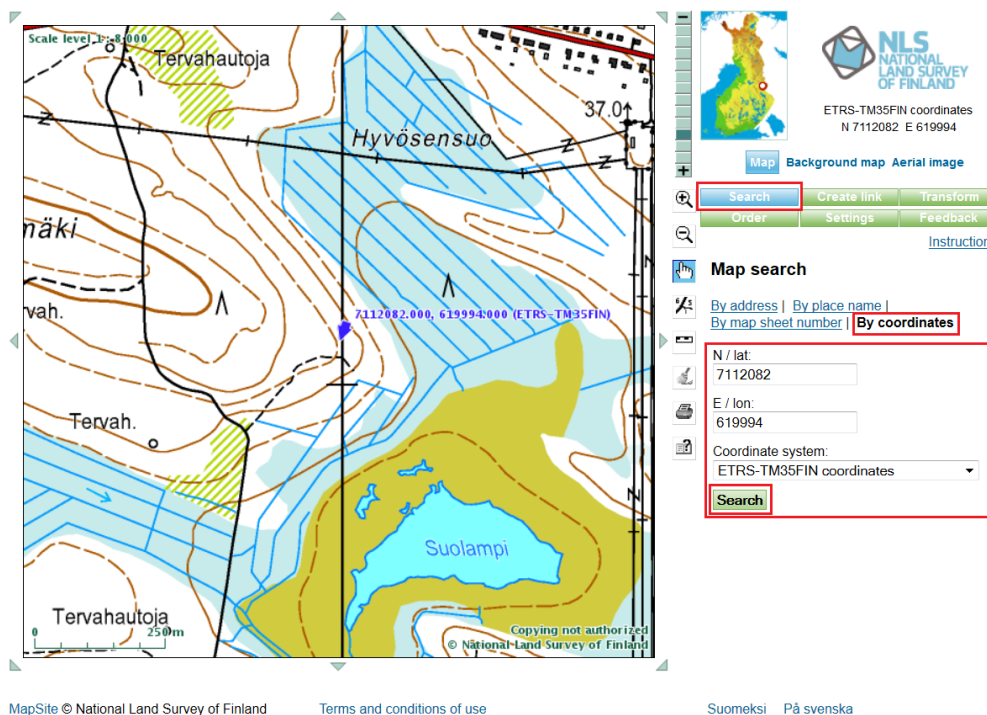 Scale level 1 : 8 000
Tervahautoja
37.0
Hyvösensuo
mäki
vah.
7112082.000, 619994.000 (ETRS-TM35FIN)
Tervah.
Suolampi
Tervahautoja
0 250m
Copying not authorized
© National Land Survey of Finland
NLS
NATIONAL
LAND SURVEY
OF FINLAND
ETRS-TM35FIN coordinates
N 7112082 E 619994
Map Background map Aerial image
Search Create link Transform
Order Settings Feedback
Instruction
Map search
By address | By place name |
By map sheet number | By coordinates
N / lat:
7112082
E / lon:
619994
Coordinate system:
ETRS-TM35FIN coordinates
Search
MapSite © National Land Survey of Finland Terms and conditions of use Suomeksi På svenska